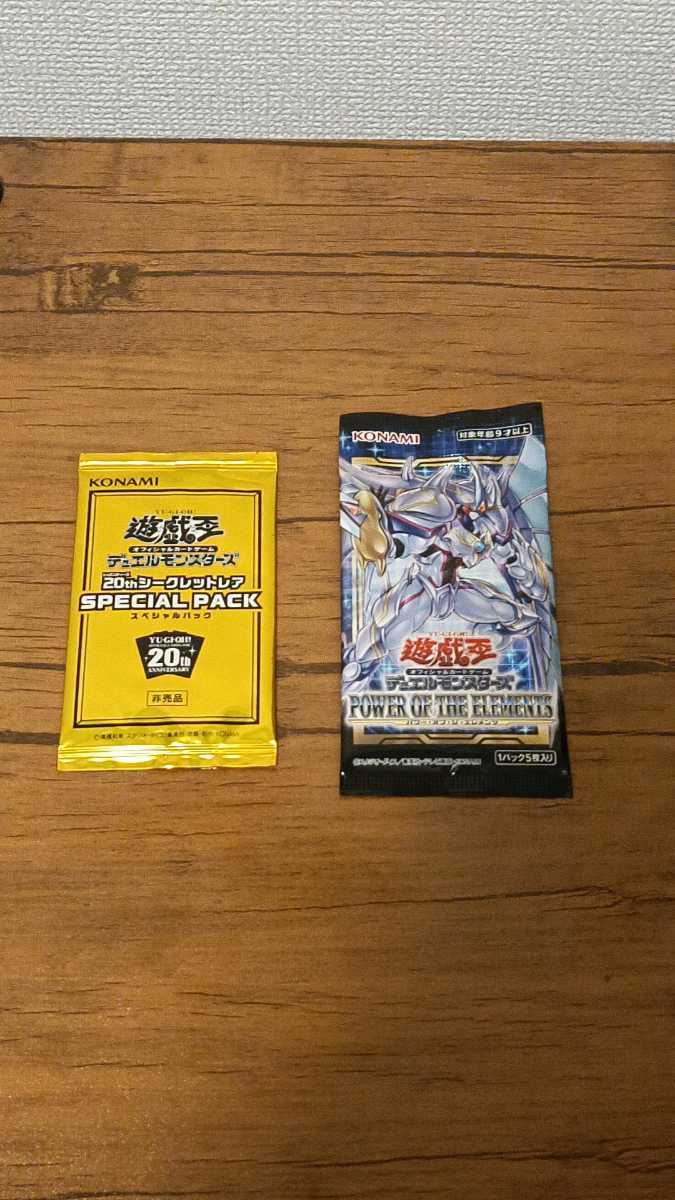 KONAMI
YU-GI-OH!
遊戯王
オフィシャルカードゲーム
デュエルモンスターズ
20thシークレットレア
SPECIAL PACK
スペシャルパック
YU-GI-OH!
20th
ANNIVERSARY
非売品
KONAMI
対象年齢9才以上
YU-GI-OH!
遊戯王
オフィシャルカードゲーム
デュエルモンスターズ
POWER OF THE ELEMENTS
パワー・オブ・ジ・エレメンツ
1パック5枚入り